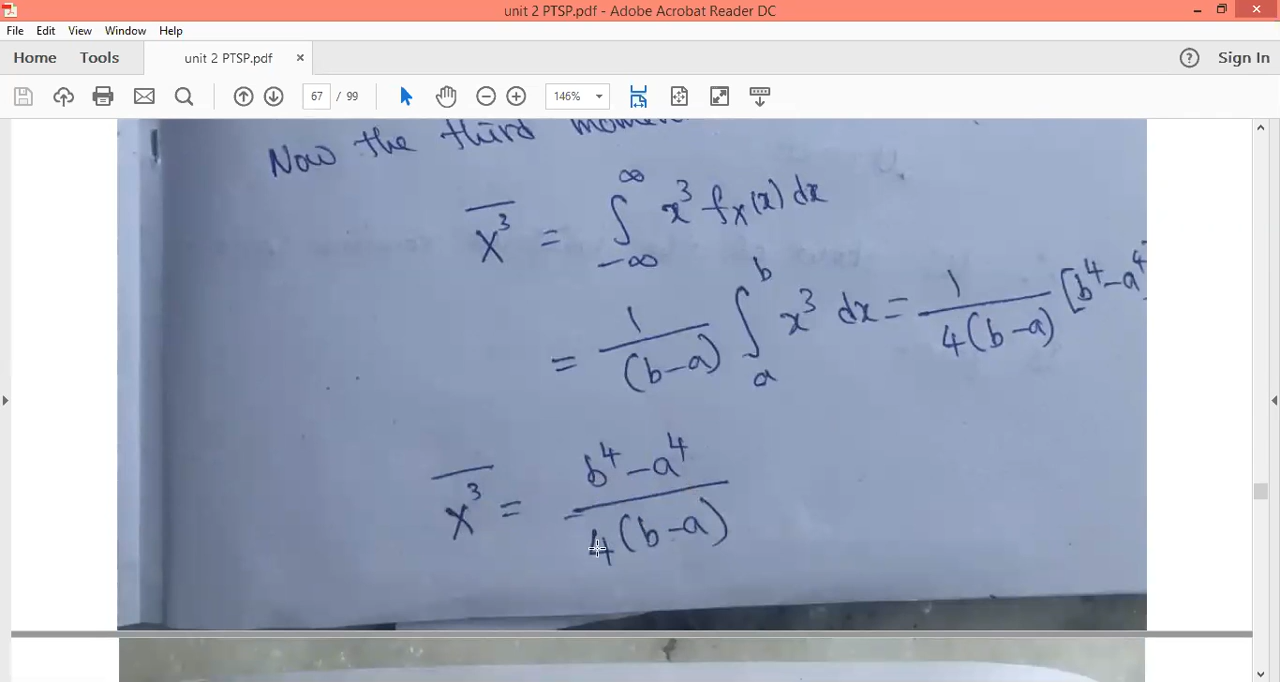 unit 2 PTSP.pdf - Adobe Acrobat Reader DC
File Edit View Window Help
Home Tools unit 2 PTSP.pdf × Sign In
67 / 99 146%
Now the third
X̅³ = ∫_{-∞}^{∞} x³ f_X(x) dx
= 1/(b-a) ∫_a^b x³ dx = 1/4(b-a) [b⁴-a⁴]
X̅³ = b⁴-a⁴/4(b-a)